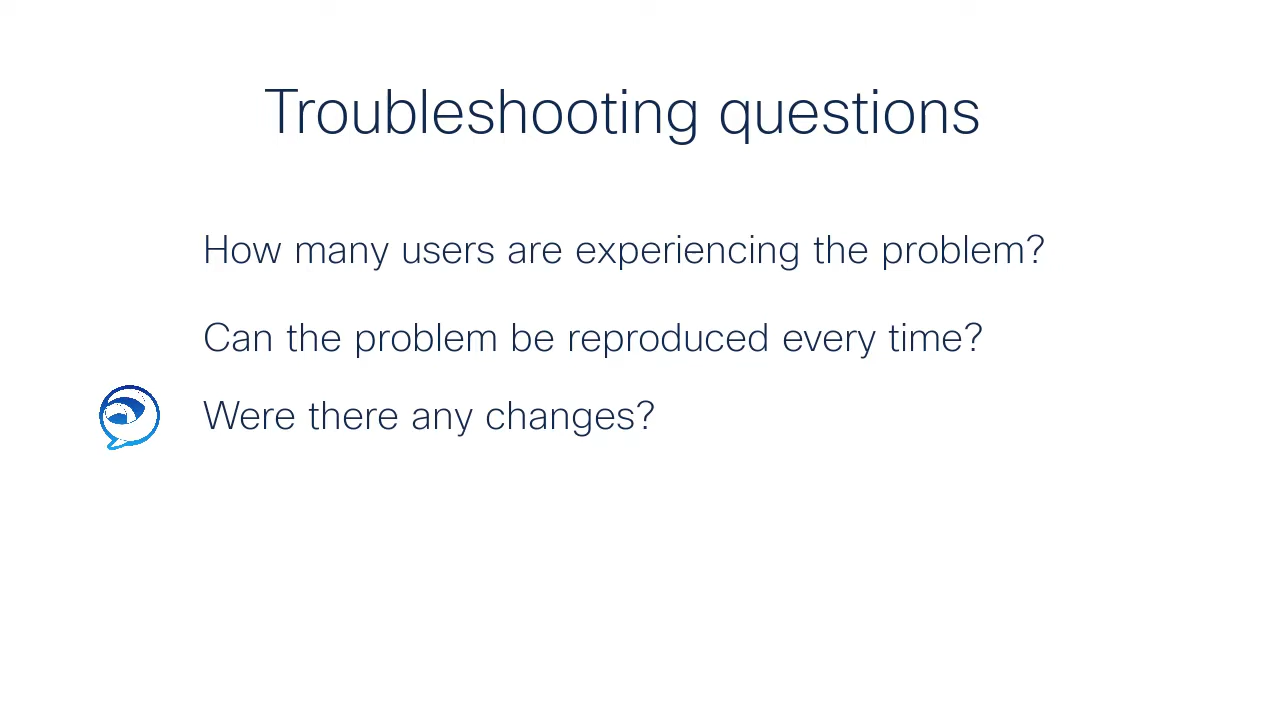 Troubleshooting questions
How many users are experiencing the problem?
Can the problem be reproduced every time?
Were there any changes?